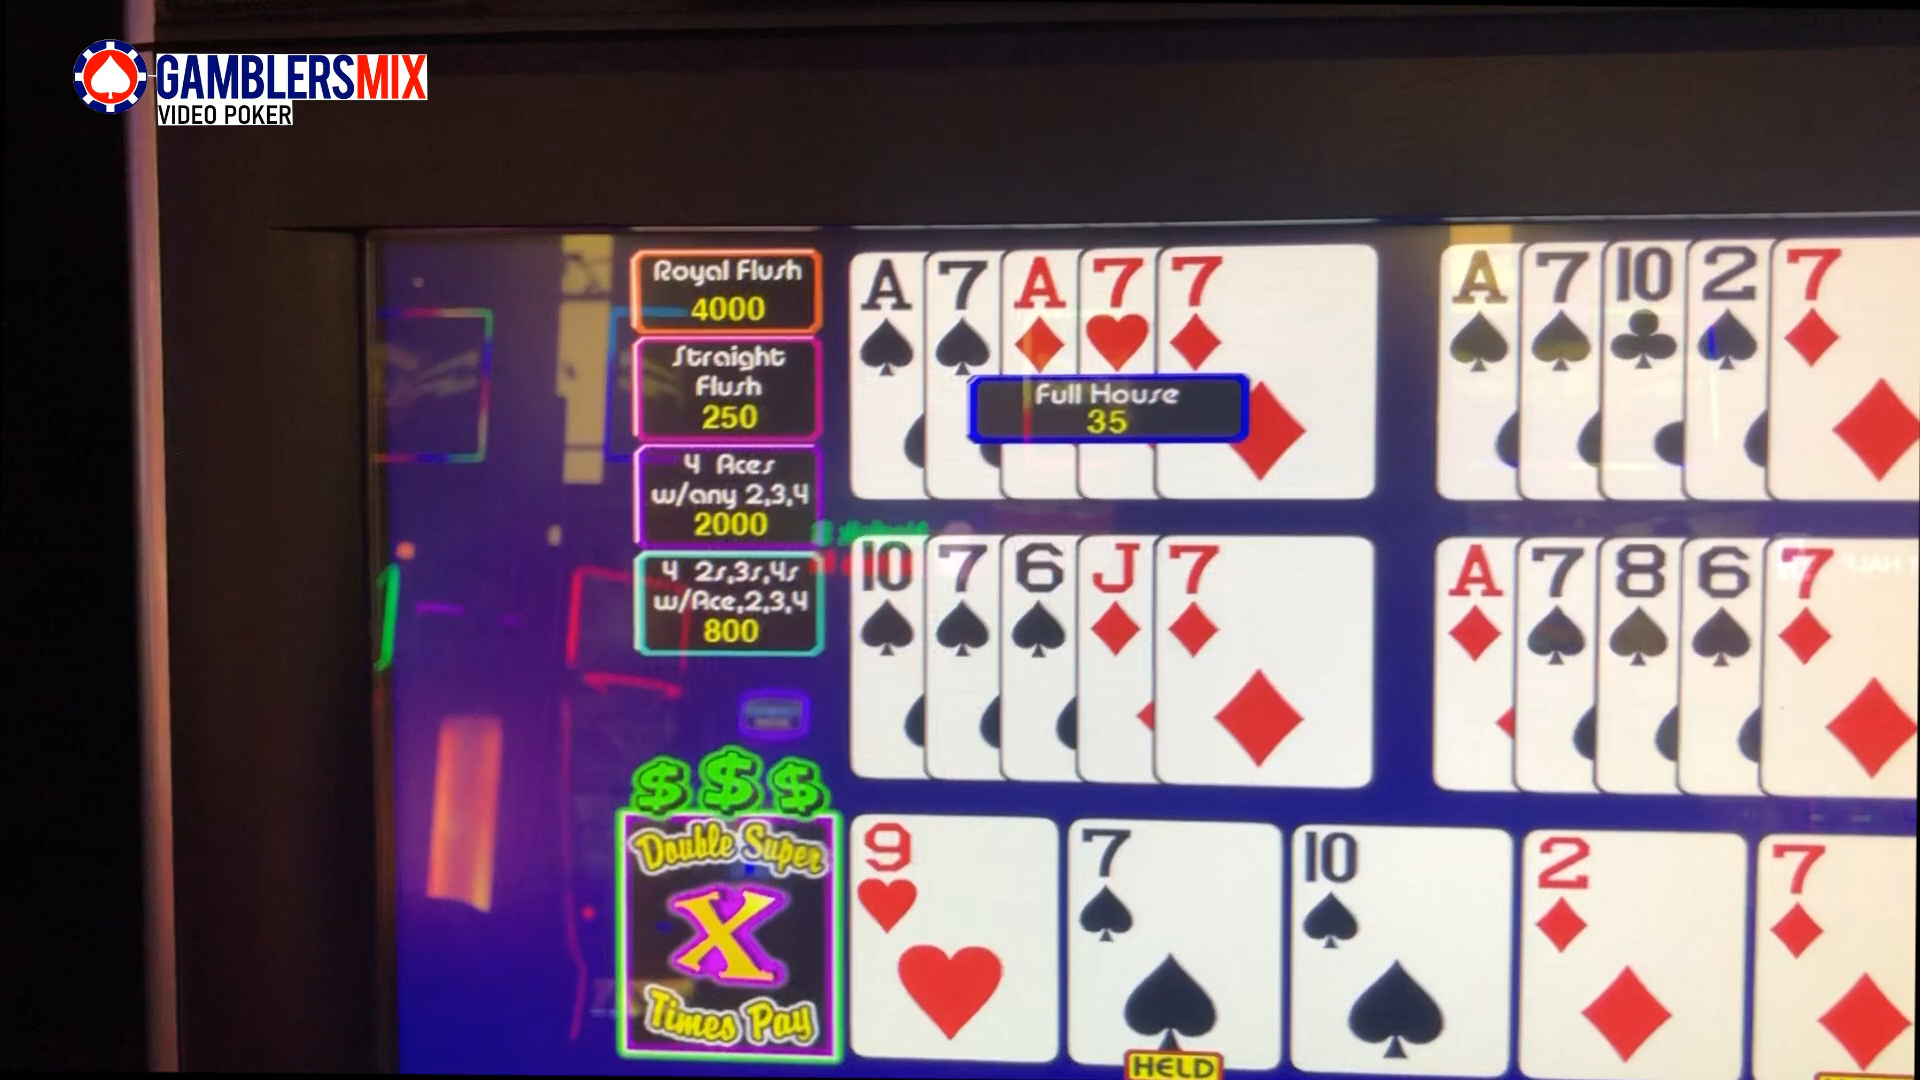 GAMBLERSMIX
VIDEO POKER
Royal Flush
4000
Straight
Flush
250
4 Aces
w/any 2,3,4
2000
4 2s,3s,4s
w/Ace,2,3,4
800
$ $ $
Double Super
X
Times Pay
A 7 A 7 7
Full House
35
A 7 10 2 7
10 7 6 J 7
A 7 8 6 7
9 7 10 2 7
HELD